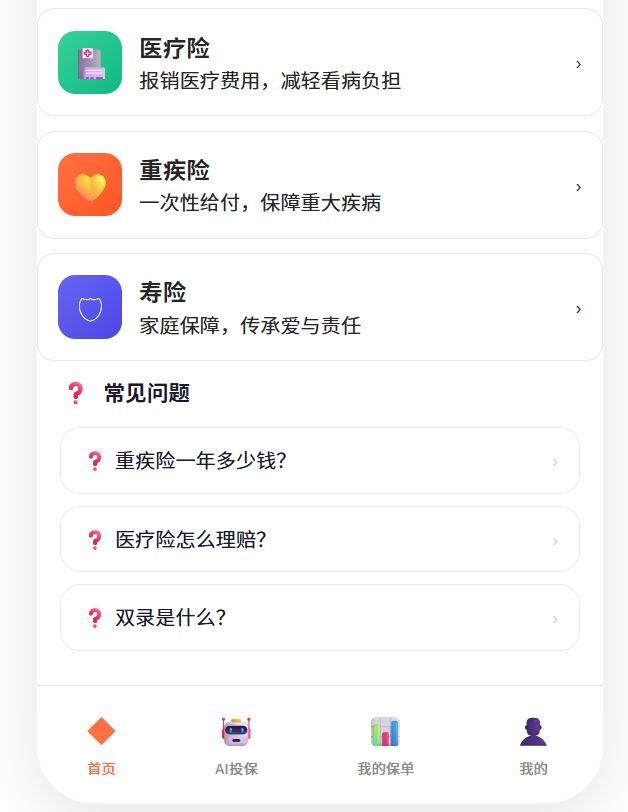 医疗险
报销医疗费用，减轻看病负担
重疾险
一次性给付，保障重大疾病
寿险
家庭保障，传承爱与责任
❓ 常见问题
❓ 重疾险一年多少钱？
❓ 医疗险怎么理赔？
❓ 双录是什么？
首页 AI投保 我的保单 我的